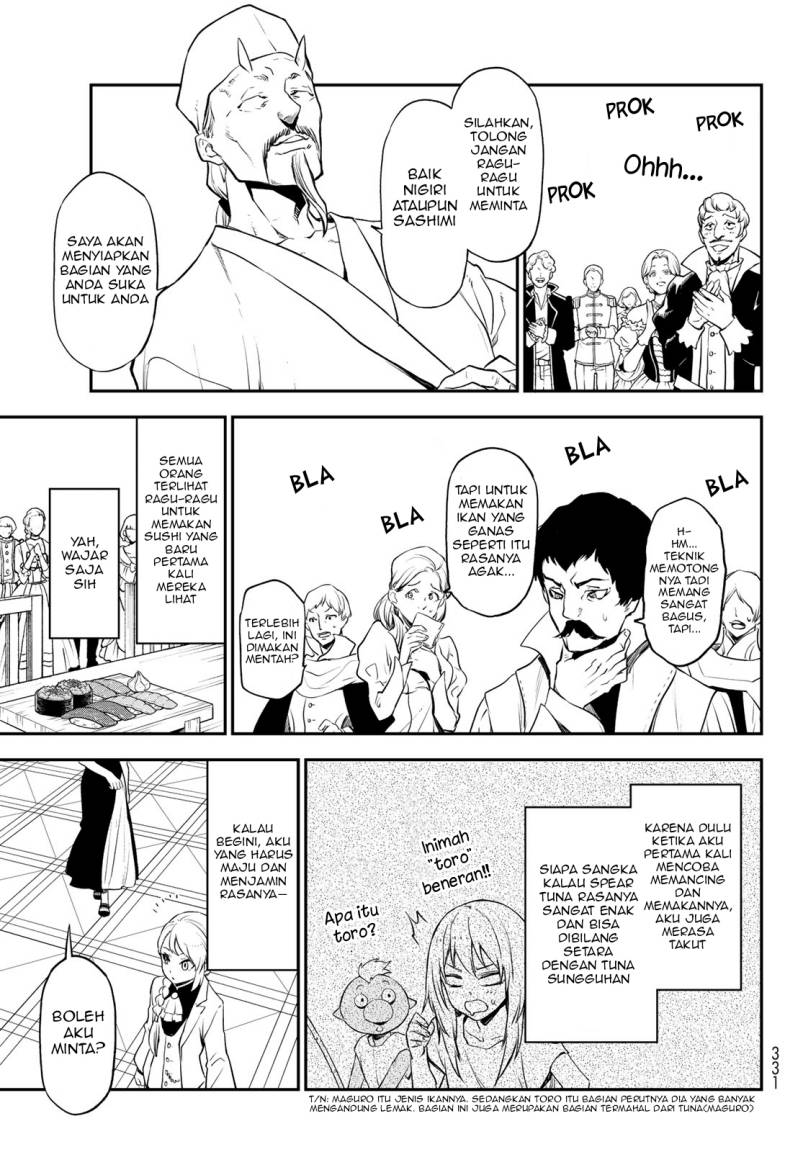 PROK
PROK
Ohhh...
PROK
SILAHKAN,
TOLONG
JANGAN
RAGU-
RAGU
UNTUK
MEMINTA
BAIK
NIGIRI
ATAUPUN
SASHIMI
SAYA AKAN
MENYIAPKAN
BAGIAN YANG
ANDA SUKA
UNTUK ANDA
BLA
BLA
H-
HM...
TEKNIK
MEMOTONG
NYA TADI
MEMANG
SANGAT
BAGUS,
TAPI...
TAPI UNTUK
MEMAKAN
IKAN YANG
GANAS
SEPERTI ITU
RASANYA
AGAK...
BLA
BLA
TERLEBIH
LAGI, INI
DIMAKAN
MENTAH?
SEMUA
ORANG
TERLIHAT
RAGU-RAGU
UNTUK
MEMAKAN
SUSHI YANG
BARU
PERTAMA
KALI
MEREKA
LIHAT
YAH,
WAJAR
SAJA
SIH
KARENA DULU
KETIKA AKU
PERTAMA KALI
MENCOBA
MEMANCING
DAN
MEMAKANNYA,
AKU JUGA
MERASA
TAKUT
SIAPA SANGKA
KALAU SPEAR
TUNA RASANYA
SANGAT ENAK
DAN BISA
DIBILANG
SETARA
DENGAN TUNA
SUNGGUHAN
Inimah
"toro"
beneran!!
Apa itu
toro?
KALAU
BEGINI, AKU
YANG HARUS
MAJU DAN
MENJAMIN
RASANYA—
BOLEH
AKU
MINTA?
331
T/N: MAGURO ITU JENIS IKANNYA. SEDANGKAN TORO ITU BAGIAN PERUTNYA DIA YANG BANYAK
MENGANDUNG LEMAK. BAGIAN INI JUGA MERUPAKAN BAGIAN TERMAHAL DARI TUNA(MAGURO)